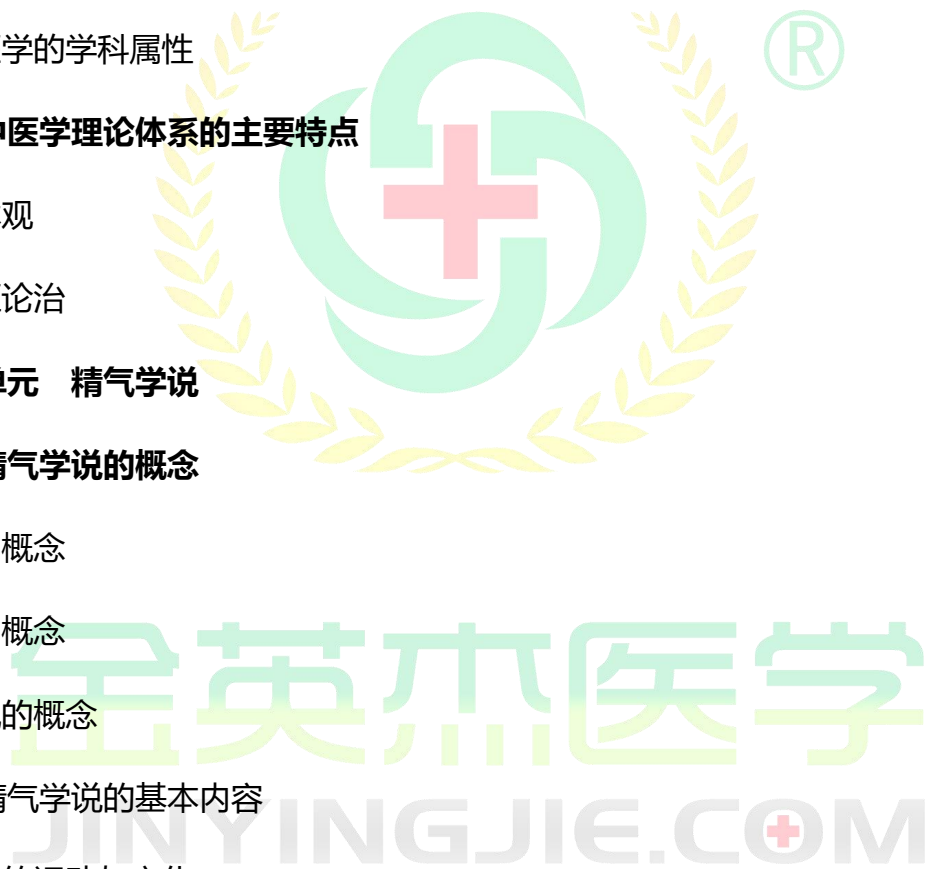 学的学科属性
®
中医学理论体系的主要特点
观
论治
单元 精气学说
精气学说的概念
概念
概念
的概念
精气学说的基本内容
金英杰医学
JINYINGJIE.COM